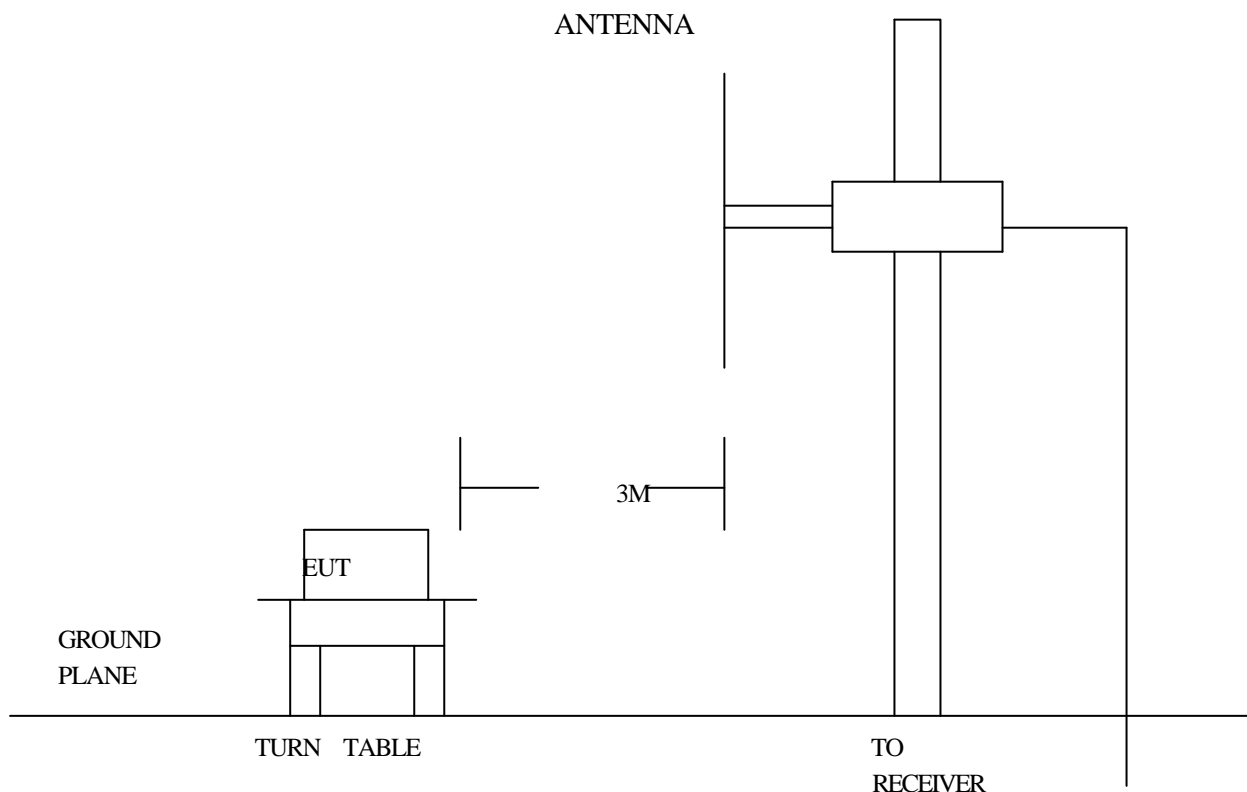 ANTENNA
3M
EUT
GROUND
PLANE
TURN TABLE
TO
RECEIVER